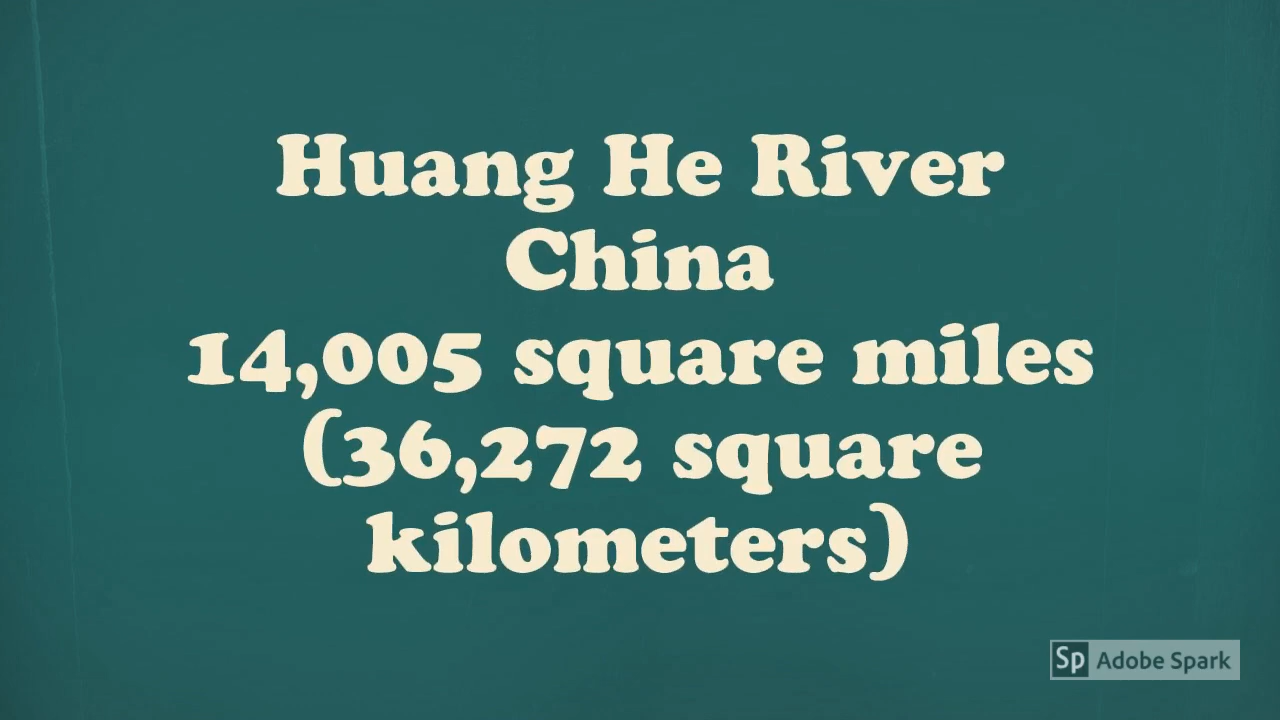 Huang He River
China
14,005 square miles
(36,272 square
kilometers)
Sp Adobe Spark